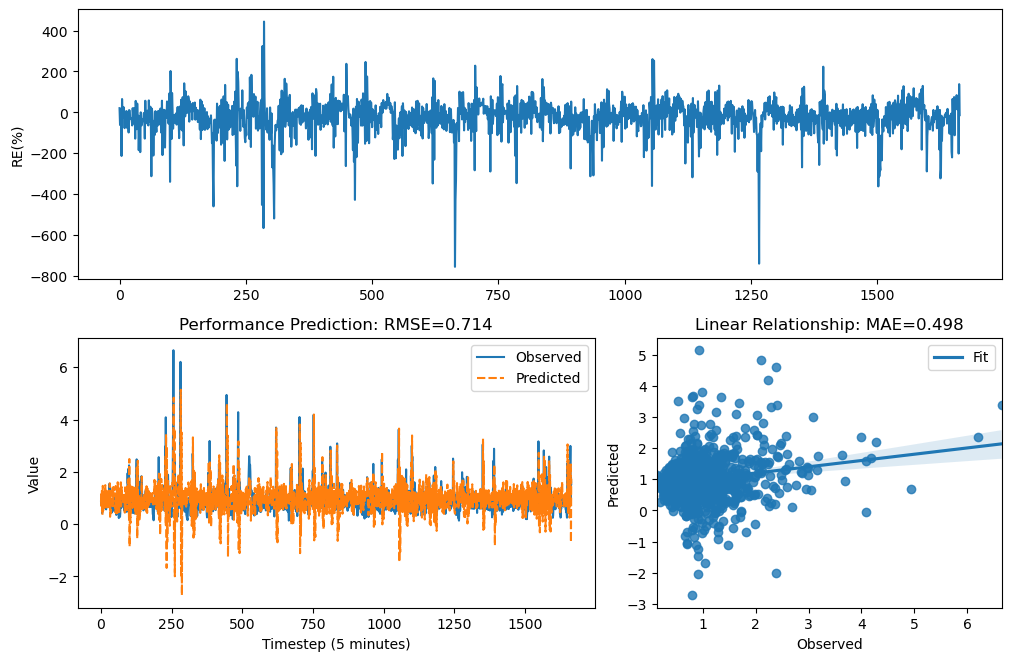 400
200
0
−200
−400
−600
−800
RE(%)
0 250 500 750 1000 1250 1500
Performance Prediction: RMSE=0.714
Observed
Predicted
6
4
2
0
−2
Value
0 250 500 750 1000 1250 1500
Timestep (5 minutes)
Linear Relationship: MAE=0.498
Fit
5
4
3
2
1
0
−1
−2
−3
Predicted
1 2 3 4 5 6
Observed